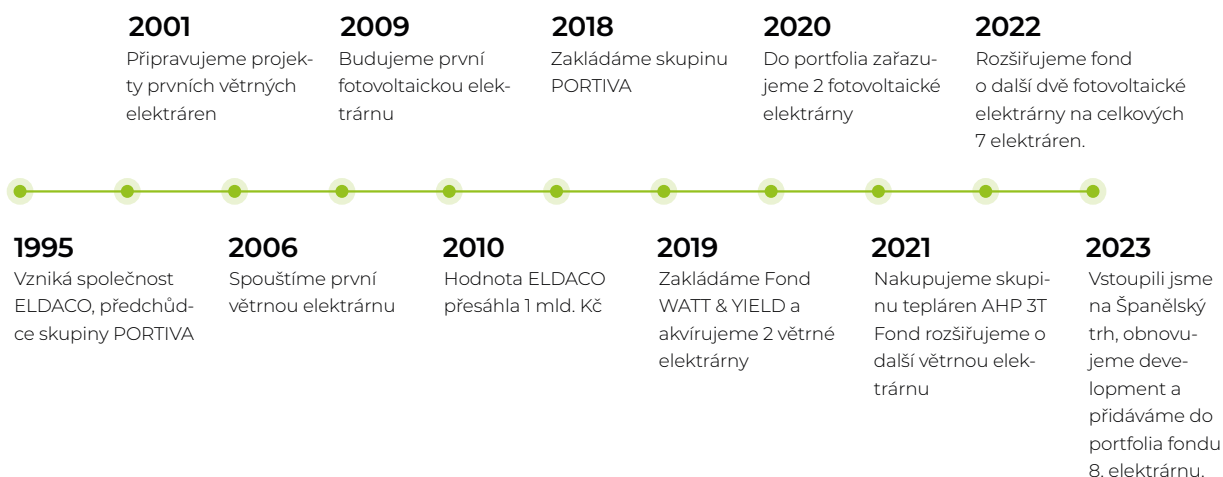 2001
Připravujeme projek-
ty prvních větrných
elektráren
2009
Budujeme první
fotovoltaickou elek-
trárnu
2018
Zakládáme skupinu
PORTIVA
2020
Do portfolia zařazu-
jeme 2 fotovoltaické
elektrárny
2022
Rozšiřujeme fond
o další dvě fotovoltaické
elektrárny na celkových
7 elektráren.
1995
Vzniká společnost
ELDACO, předchůd-
ce skupiny PORTIVA
2006
Spouštíme první
větrnou elektrárnu
2010
Hodnota ELDACO
přesáhla 1 mld. Kč
2019
Zakládáme Fond
WATT & YIELD a
akvírujeme 2 větrné
elektrárny
2021
Nakupujeme skupi-
nu tepláren AHP 3T
Fond rozšiřujeme o
další větrnou elek-
trárnu
2023
Vstoupili jsme
na Španělský
trh, obnovu-
jeme deve-
lopment a
přidáváme do
portfolia fondu
8. elektrárnu.